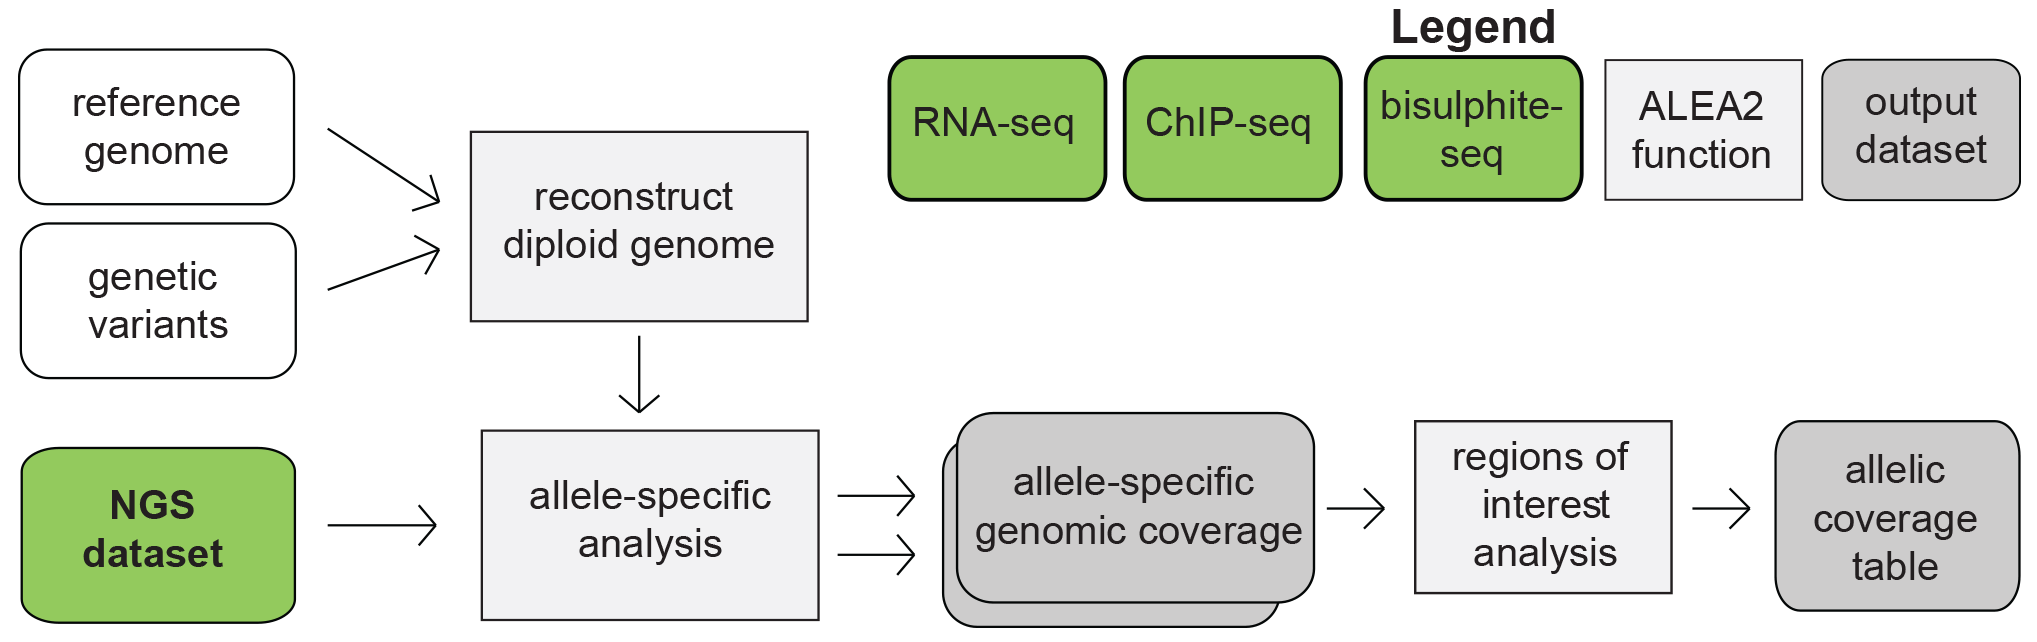 Legend
RNA-seq
ChIP-seq
bisulphite-
seq
ALEA2
function
output
dataset
reference
genome
genetic
variants
reconstruct
diploid genome
NGS
dataset
allele-specific
analysis
allele-specific
genomic coverage
regions of
interest
analysis
allelic
coverage
table